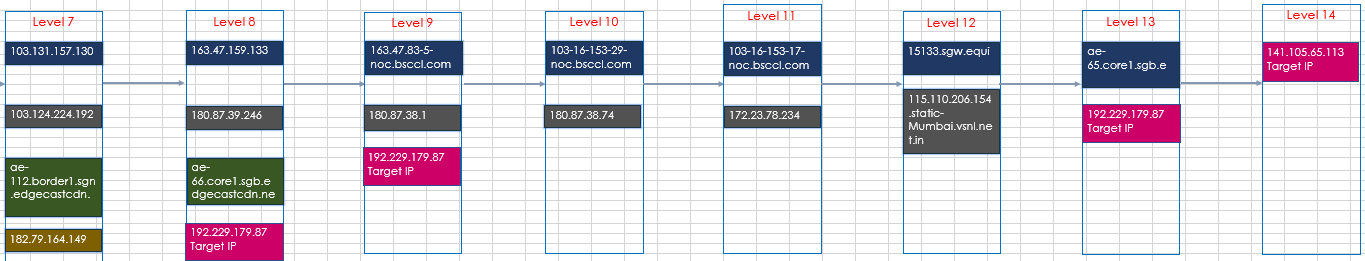 Level 7
103.131.157.130
103.124.224.192
ae-
112.border1.sgn
.edgecastcdn.
182.79.164.149
Level 8
163.47.159.133
180.87.39.246
ae-
66.core1.sgb.e
dgecastcdn.ne
192.229.179.87
Target IP
Level 9
163.47.83-5-
noc.bsccl.com
180.87.38.1
192.229.179.87
Target IP
Level 10
103-16-153-29-
noc.bsccl.com
180.87.38.74
Level 11
103-16-153-17-
noc.bsccl.com
172.23.78.234
Level 12
15133.sgw.equi
115.110.206.154
.static-
Mumbai.vsnl.ne
t.in
Level 13
ae-
65.core1.sgb.e
192.229.179.87
Target IP
Level 14
141.105.65.113
Target IP